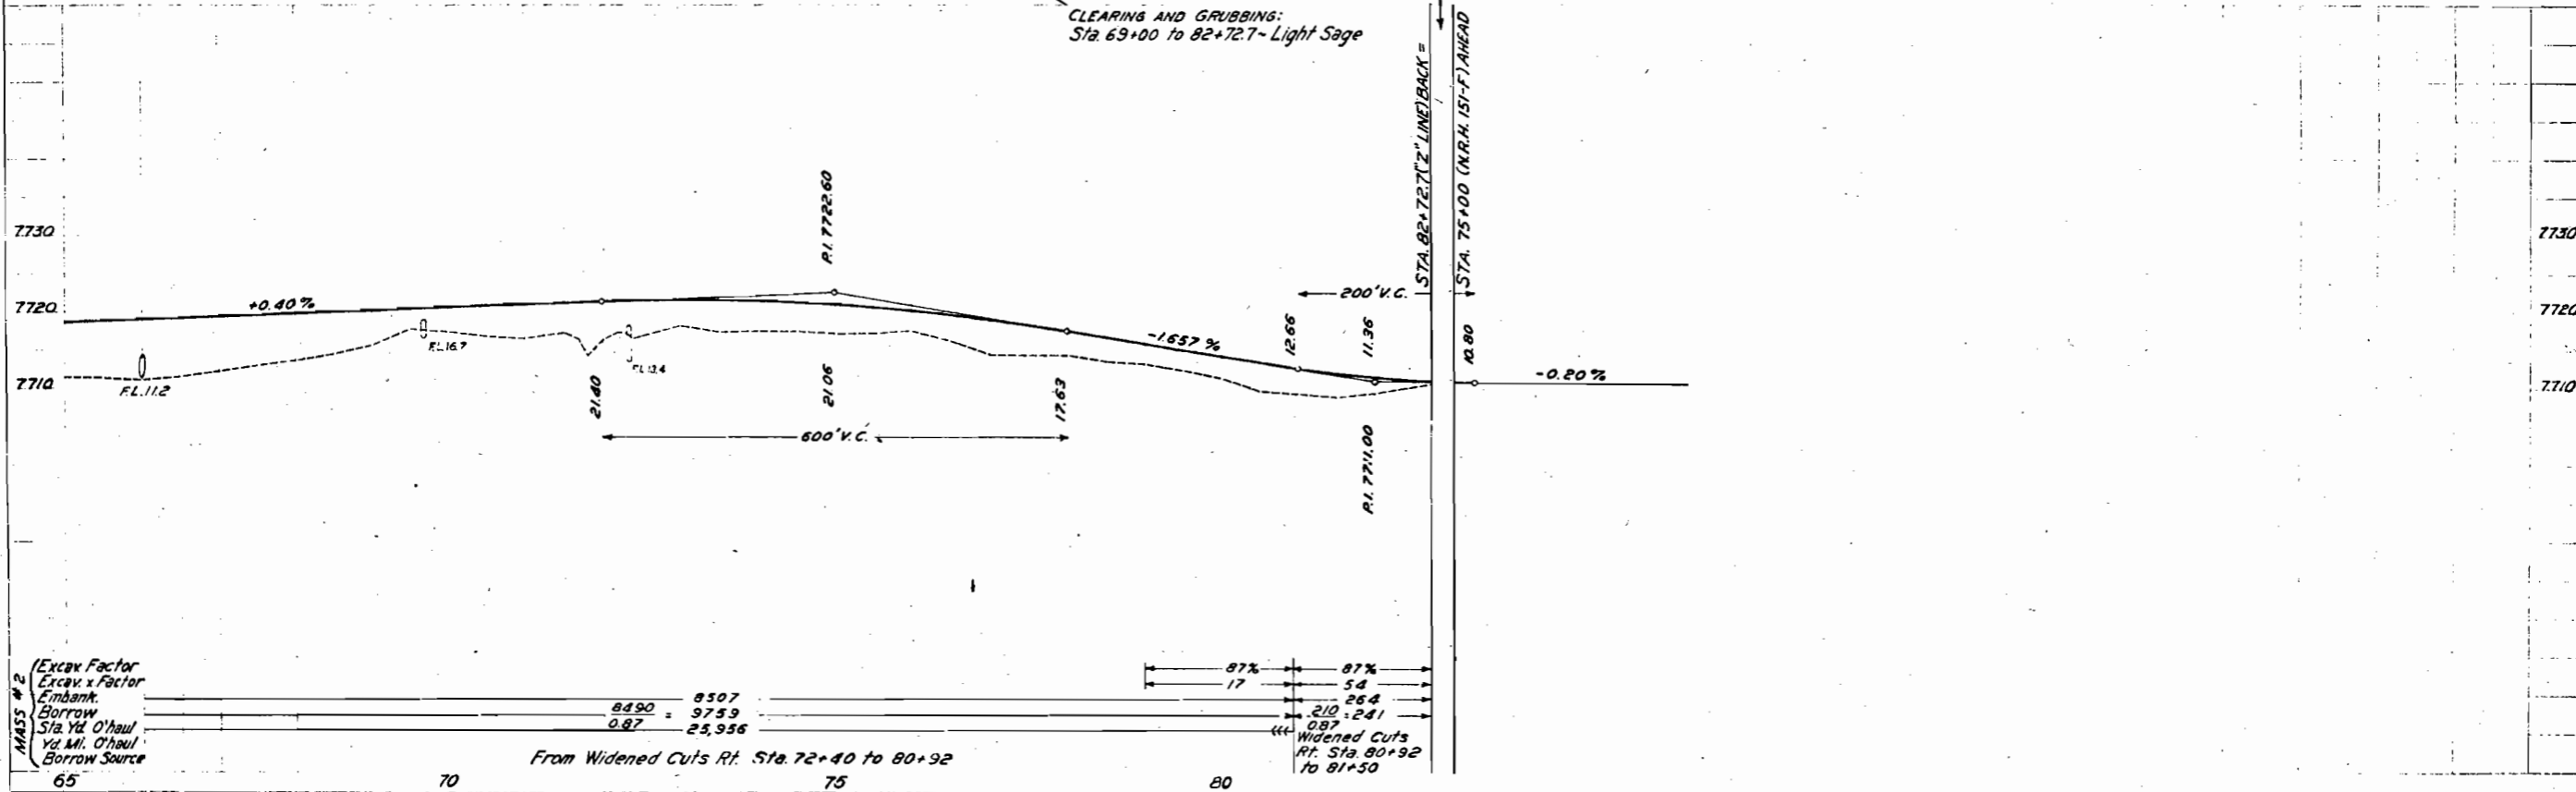 CLEARING AND GRUBBING:
Sta. 69+00 to 82+72.7~Light Sage
STA. 82+72.7("Z" LINE) BACK =
STA. 75+00 (N.R.H. 151-F) AHEAD
7730
7720
7710
7730
7720
7710
+0.40%
P.I. 7722.60
-1.657%
200' V.C.
-0.20%
F.L. 11.2
F.L. 16.7
F.L. 13.4
21.40
21.06
17.63
12.66
11.36
10.80
600' V.C.
P.I. 7711.00
MASS #2
Excav. Factor
87%
87%
Excav. x Factor
17
54
Embank.
8507
264
Borrow
8490
0.87
= 9759
210
0.87
= 241
Sta. Yd. O'haul
25,956
Yd. Mi. O'haul
Borrow Source
From Widened Cuts Rt. Sta. 72+40 to 80+92
Widened Cuts
Rt. Sta. 80+92
to 81+50
65
70
75
80